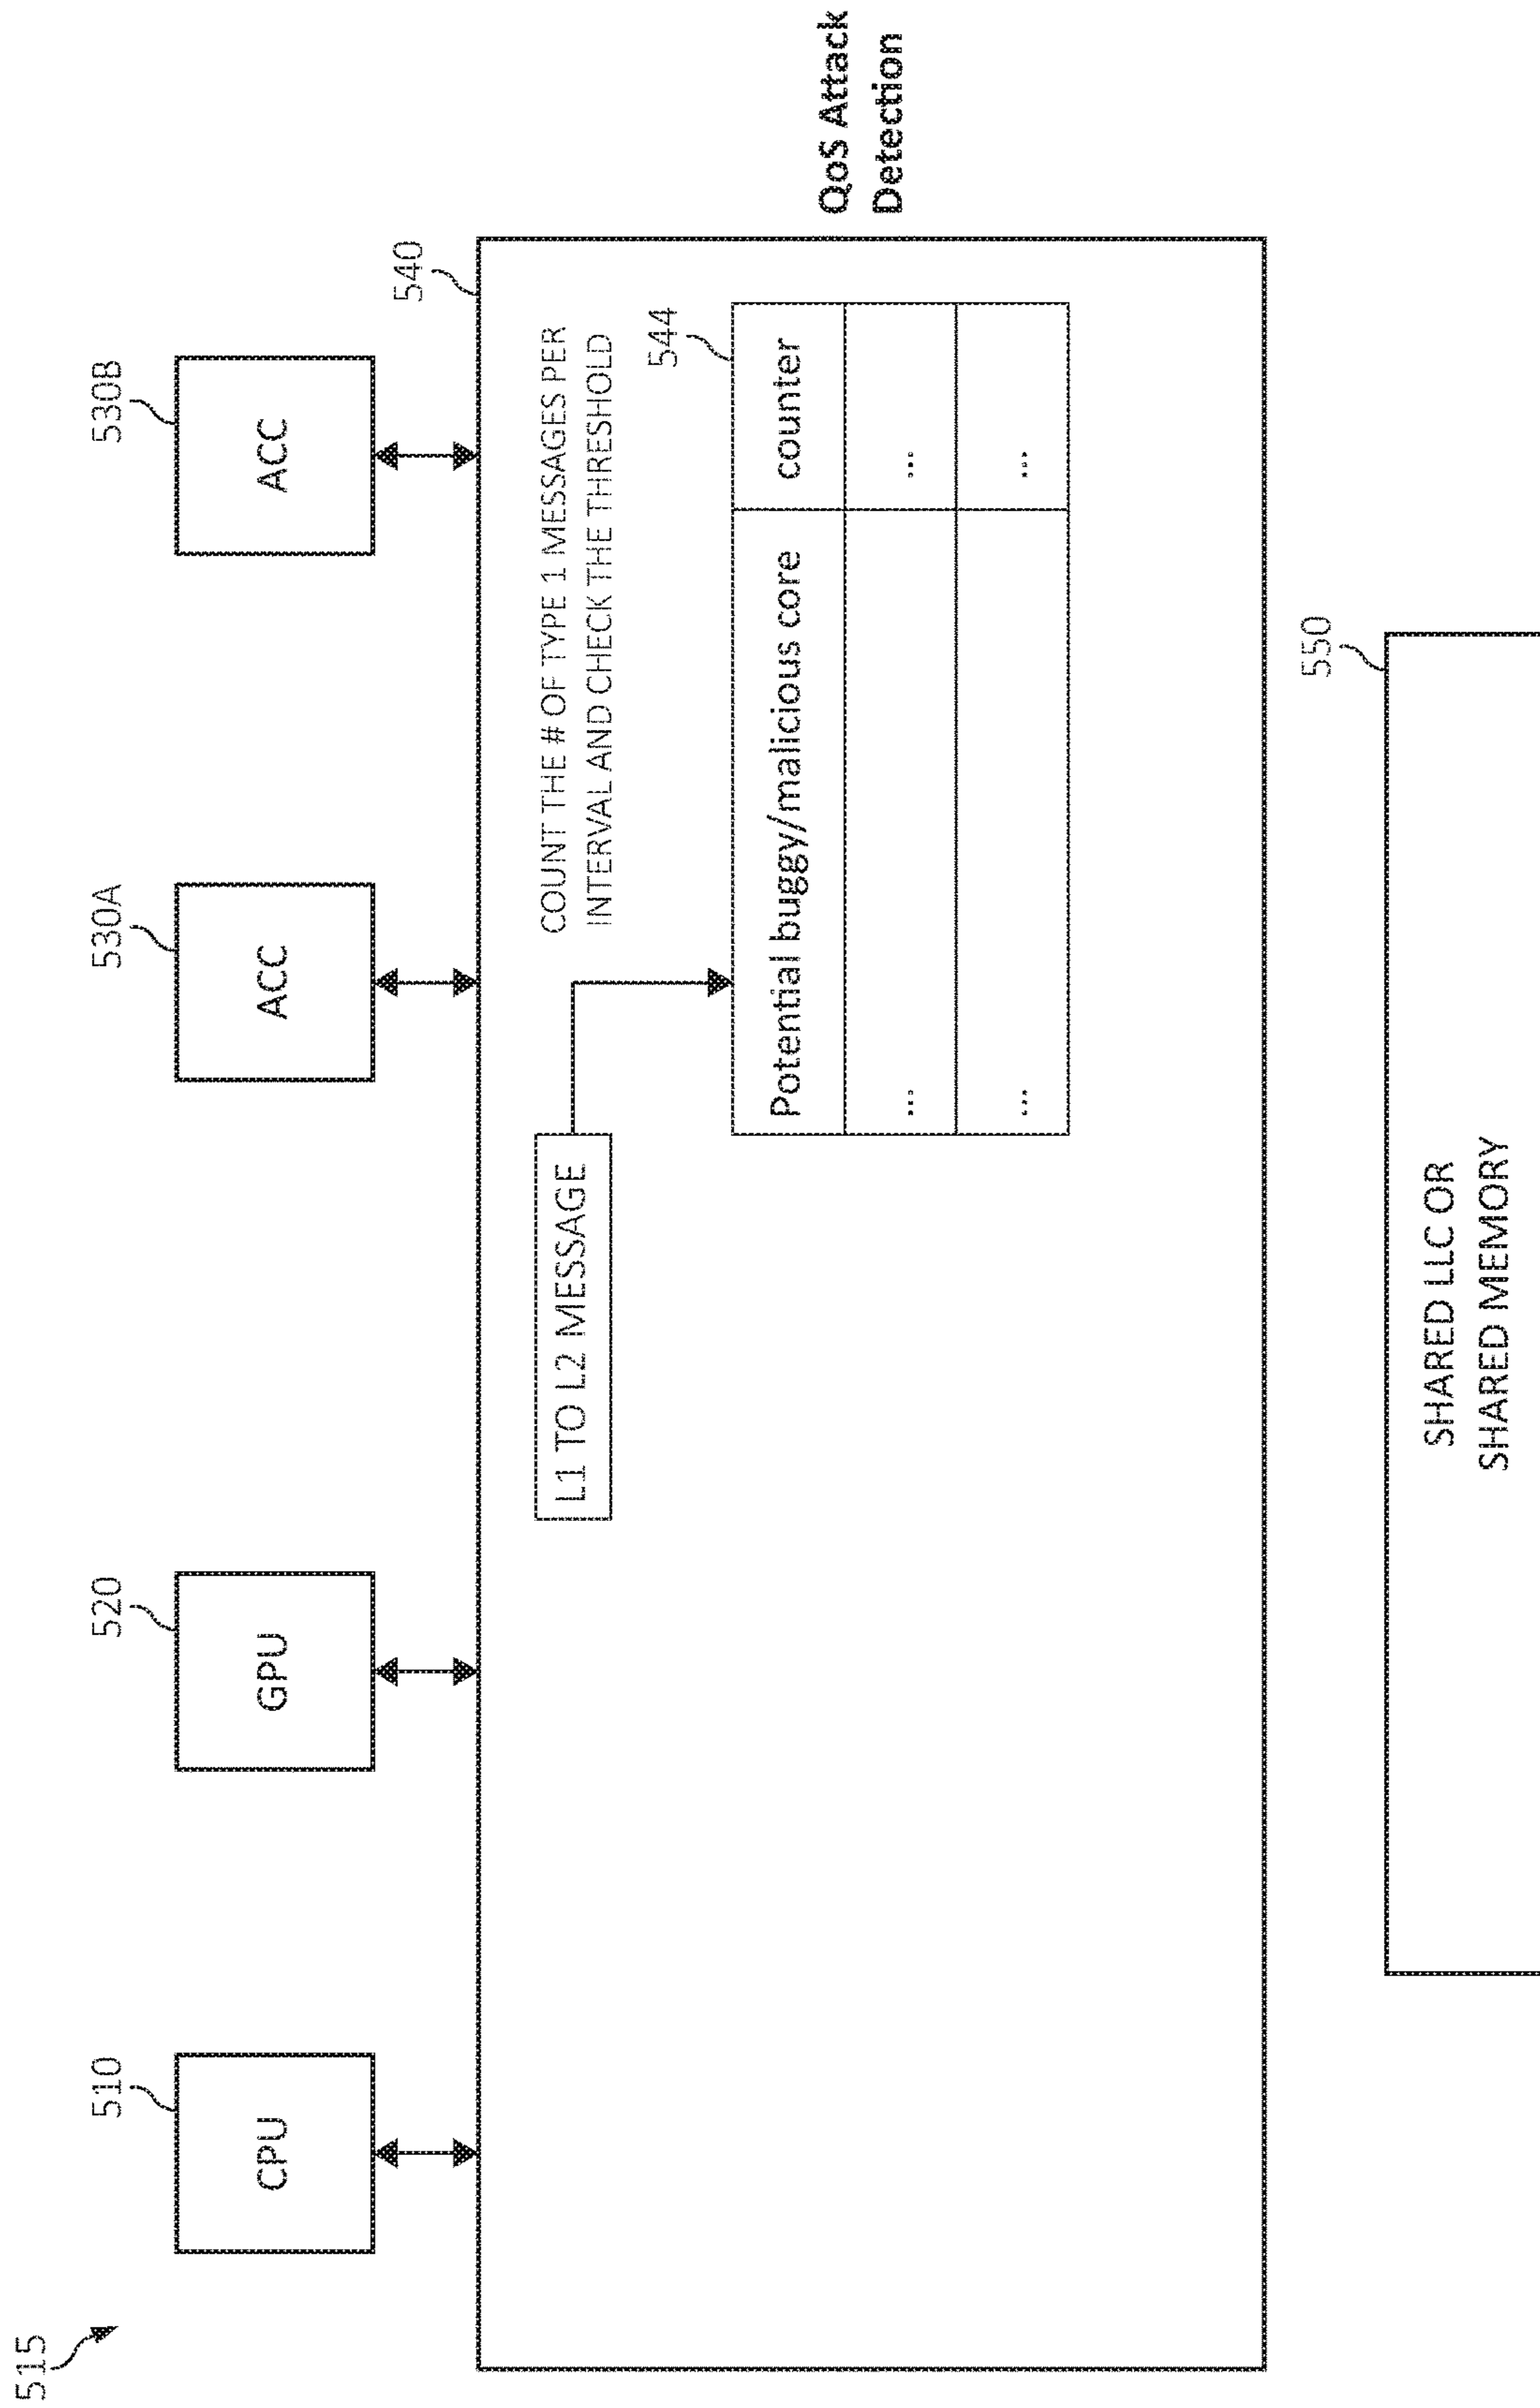 515
510
CPU
520
GPU
530A
ACC
530B
ACC
540
L1 TO L2 MESSAGE
COUNT THE # OF TYPE 1 MESSAGES PER
INTERVAL AND CHECK THE THRESHOLD
544
Potential buggy/malicious core counter
... ...
... ...
QoS Attack
Detection
550
SHARED LLC OR
SHARED MEMORY